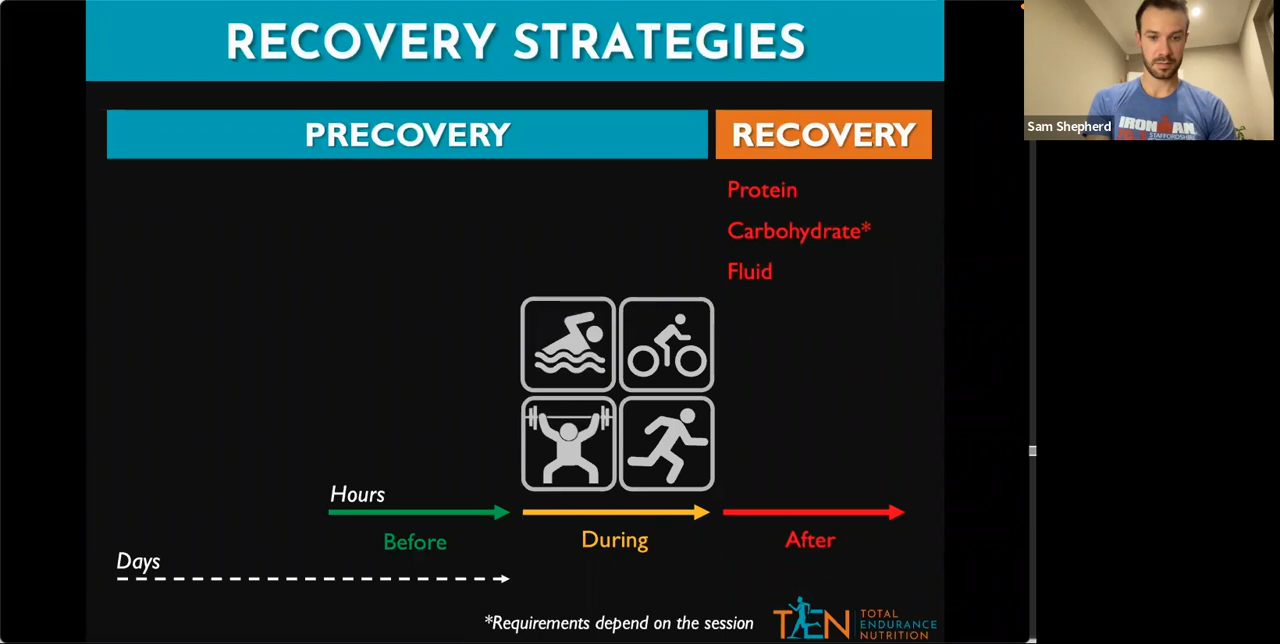 RECOVERY STRATEGIES
PRECOVERY
RECOVERY
Protein
Carbohydrate*
Fluid
Hours
Before
During
After
Days
*Requirements depend on the session
TEN
TOTAL
ENDURANCE
NUTRITION
Sam Shepherd
IRONMAN
STAFFORDSHIRE